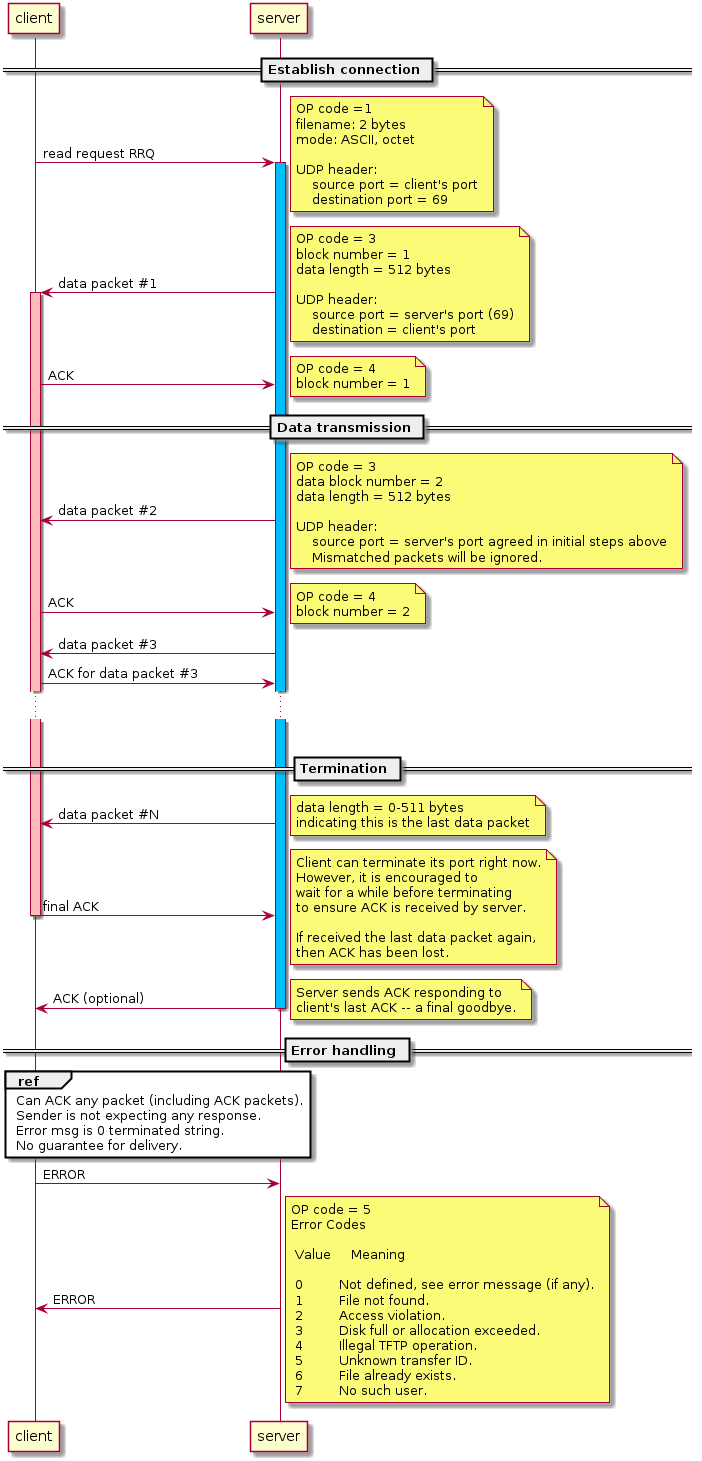 client
server
Establish connection
OP code =1
filename: 2 bytes
mode: ASCII, octet
UDP header:
source port = client's port
destination port = 69
read request RRQ
OP code = 3
block number = 1
data length = 512 bytes
UDP header:
source port = server's port (69)
destination = client's port
data packet #1
OP code = 4
block number = 1
ACK
Data transmission
OP code = 3
data block number = 2
data length = 512 bytes
UDP header:
source port = server's port agreed in initial steps above
Mismatched packets will be ignored.
data packet #2
OP code = 4
block number = 2
ACK
data packet #3
ACK for data packet #3
Termination
data length = 0-511 bytes
indicating this is the last data packet
data packet #N
Client can terminate its port right now.
However, it is encouraged to
wait for a while before terminating
to ensure ACK is received by server.
If received the last data packet again,
then ACK has been lost.
final ACK
Server sends ACK responding to
client's last ACK -- a final goodbye.
ACK (optional)
Error handling
ref
Can ACK any packet (including ACK packets).
Sender is not expecting any response.
Error msg is 0 terminated string.
No guarantee for delivery.
ERROR
OP code = 5
Error Codes
Value Meaning
0 Not defined, see error message (if any).
1 File not found.
2 Access violation.
3 Disk full or allocation exceeded.
4 Illegal TFTP operation.
5 Unknown transfer ID.
6 File already exists.
7 No such user.
ERROR
client
server